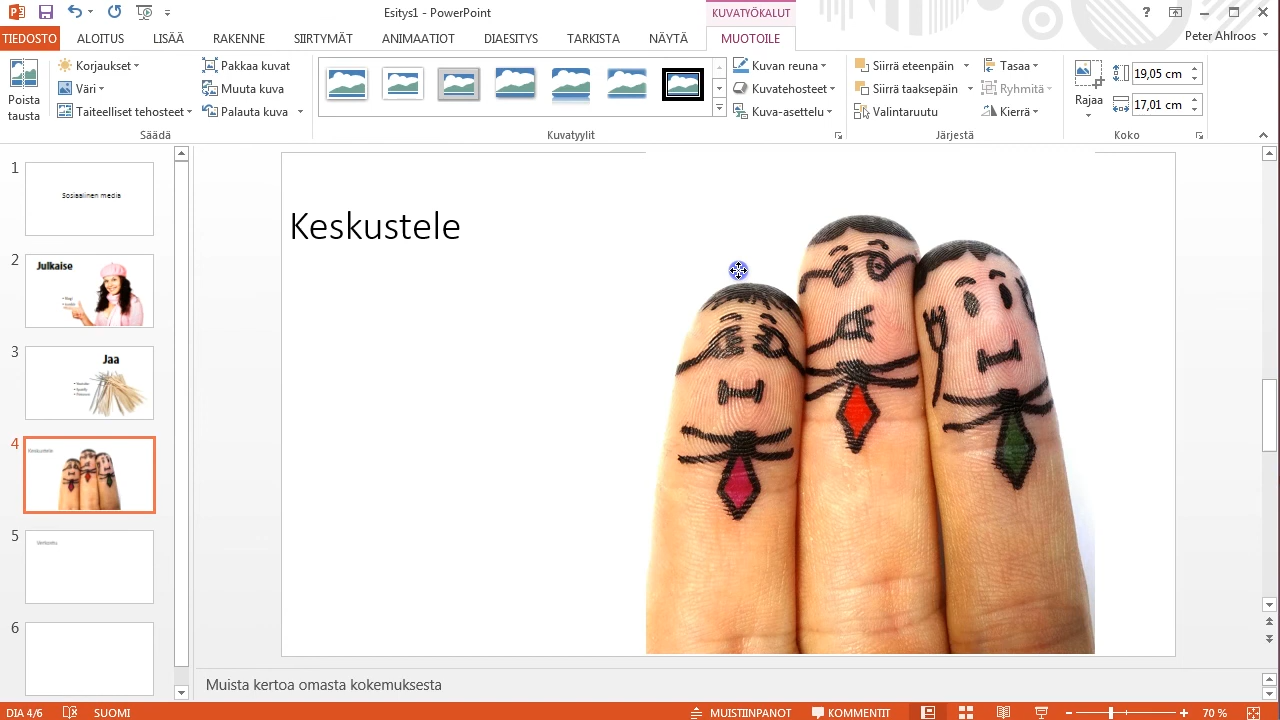 Esitys1 - PowerPoint
KUVATYÖKALUT
?
TIEDOSTO ALOITUS LISÄÄ RAKENNE SIIRTYMÄT ANIMAATIOT DIAESITYS TARKISTA NÄYTÄ MUOTOILE
Peter Ahlroos
Poista tausta
Korjaukset
Väri
Taiteelliset tehosteet
Pakkaa kuvat
Muuta kuva
Palauta kuva
Säädä
Kuvatyylit
Kuvan reuna
Kuvatehosteet
Kuva-asettelu
Siirrä eteenpäin
Siirrä taaksepäin
Valintaruutu
Tasaa
Ryhmitä
Kierrä
Järjestä
Rajaa
19,05 cm
17,01 cm
Koko
1
Sosiaalinen media
2
Julkaise
3
Jaa
4
Keskustele
5
6
Keskustele
Muista kertoa omasta kokemuksesta
DIA 4/6 SUOMI MUISTIINPANOT KOMMENTIT 70 %